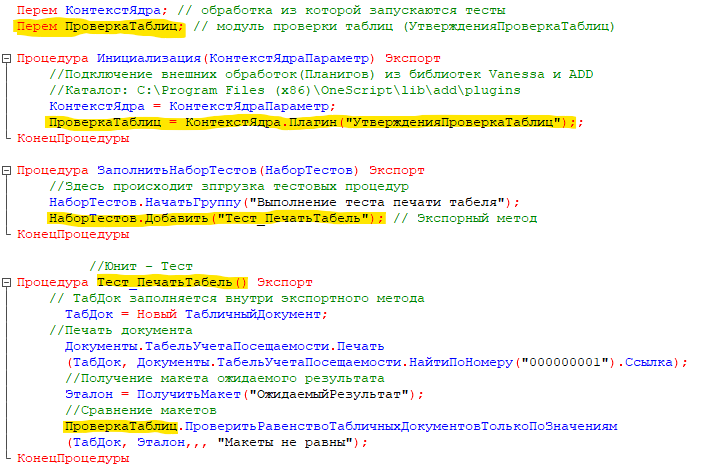 Перем КонтекстЯдра; // обработка из которой запускаются тесты
Перем ПроверкаТаблиц; // модуль проверки таблиц (УтвержденияПроверкаТаблиц)
Процедура Инициализация(КонтекстЯдраПараметр) Экспорт
//Подключение внешних обработок(Планигов) из библиотек Vanessa и ADD
//Каталог: C:\Program Files (x86)\OneScript\lib\add\plugins
КонтекстЯдра = КонтекстЯдраПараметр;
ПроверкаТаблиц = КонтекстЯдра.Плагин("УтвержденияПроверкаТаблиц");;
КонецПроцедуры
Процедура ЗаполнитьНаборТестов(НаборТестов) Экспорт
//Здесь происходит зпгрузка тестовых процедур
НаборТестов.НачатьГруппу("Выполнение теста печати табеля");
НаборТестов.Добавить("Тест_ПечатьТабель"); // Экспорный метод
КонецПроцедуры
//Юнит - Тест
Процедура Тест_ПечатьТабель() Экспорт
// ТабДок заполняется внутри экспортного метода
ТабДок = Новый ТабличныйДокумент;
//Печать документа
Документы.ТабельУчетаПосещаемости.Печать
(ТабДок, Документы.ТабельУчетаПосещаемости.НайтиПоНомеру("000000001").Ссылка);
//Получение макета ожидаемого результата
Эталон = ПолучитьМакет("ОжидаемыйРезультат");
//Сравнение макетов
ПроверкаТаблиц.ПроверитьРавенствоТабличныхДокументовТолькоПоЗначениям
(ТабДок, Эталон,,, "Макеты не равны");
КонецПроцедуры